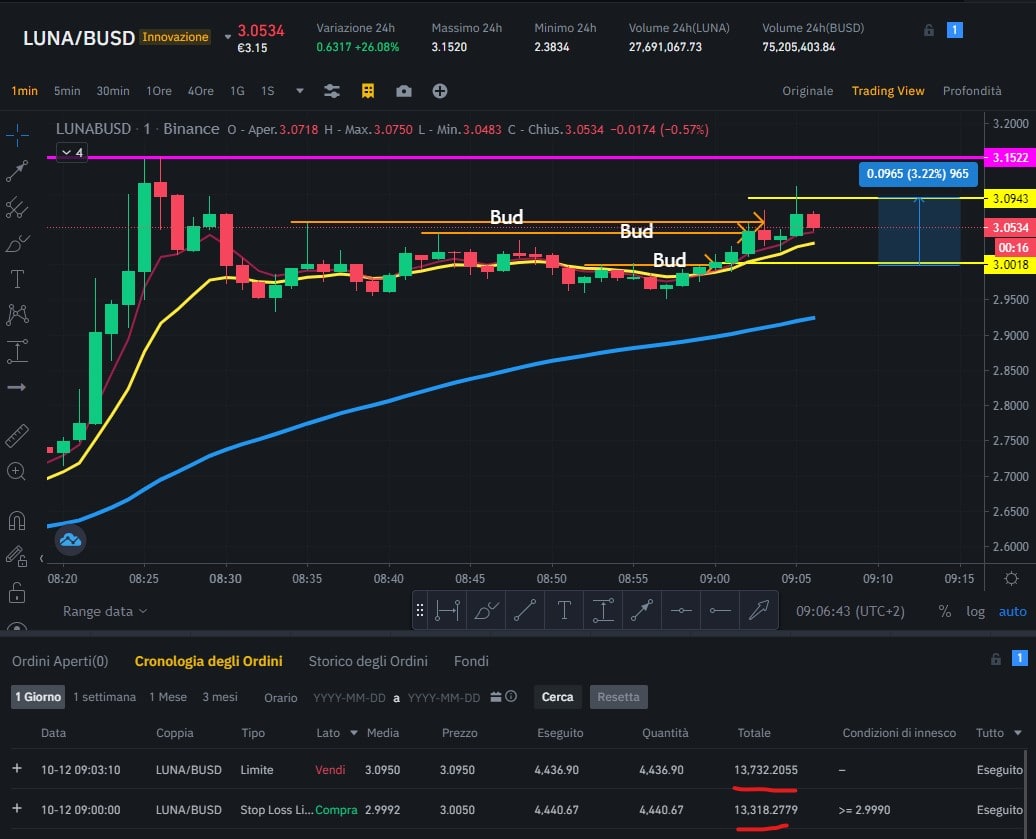 LUNA/BUSD Innovazione 3.0534 €3.15
Variazione 24h 0.6317 +26.08%
Massimo 24h 3.1520
Minimo 24h 2.3834
Volume 24h(LUNA) 27,691,067.73
Volume 24h(BUSD) 75,205,403.84
1
1min 5min 30min 1Ore 4Ore 1G 1S Originale Trading View Profondità
LUNABUSD · 1 · Binance O - Aper.3.0718 H - Max.3.0750 L - Min.3.0483 C - Chius.3.0534 −0.0174 (−0.57%)
4
3.2000
3.1522
0.0965 (3.22%) 965
3.0943
Bud
Bud
3.0534
00:16
Bud
3.0018
2.9500
2.9000
2.8500
2.8000
2.7500
2.7000
2.6500
2.6000
08:20 08:25 08:30 08:35 08:40 08:45 08:50 08:55 09:00 09:05 09:10 09:15
Range data 09:06:43 (UTC+2) % log auto
Ordini Aperti(0) Cronologia degli Ordini Storico degli Ordini Fondi 1
1 Giorno 1 settimana 1 Mese 3 mesi Orario YYYY-MM-DD a YYYY-MM-DD Cerca Resetta
Data Coppia Tipo Lato Media Prezzo Eseguito Quantità Totale Condizioni di innesco Tutto
+ 10-12 09:03:10 LUNA/BUSD Limite Vendi 3.0950 3.0950 4,436.90 4,436.90 13,732.2055 – Eseguito
+ 10-12 09:00:00 LUNA/BUSD Stop Loss Li... Compra 2.9992 3.0050 4,440.67 4,440.67 13,318.2779 >= 2.9990 Eseguito